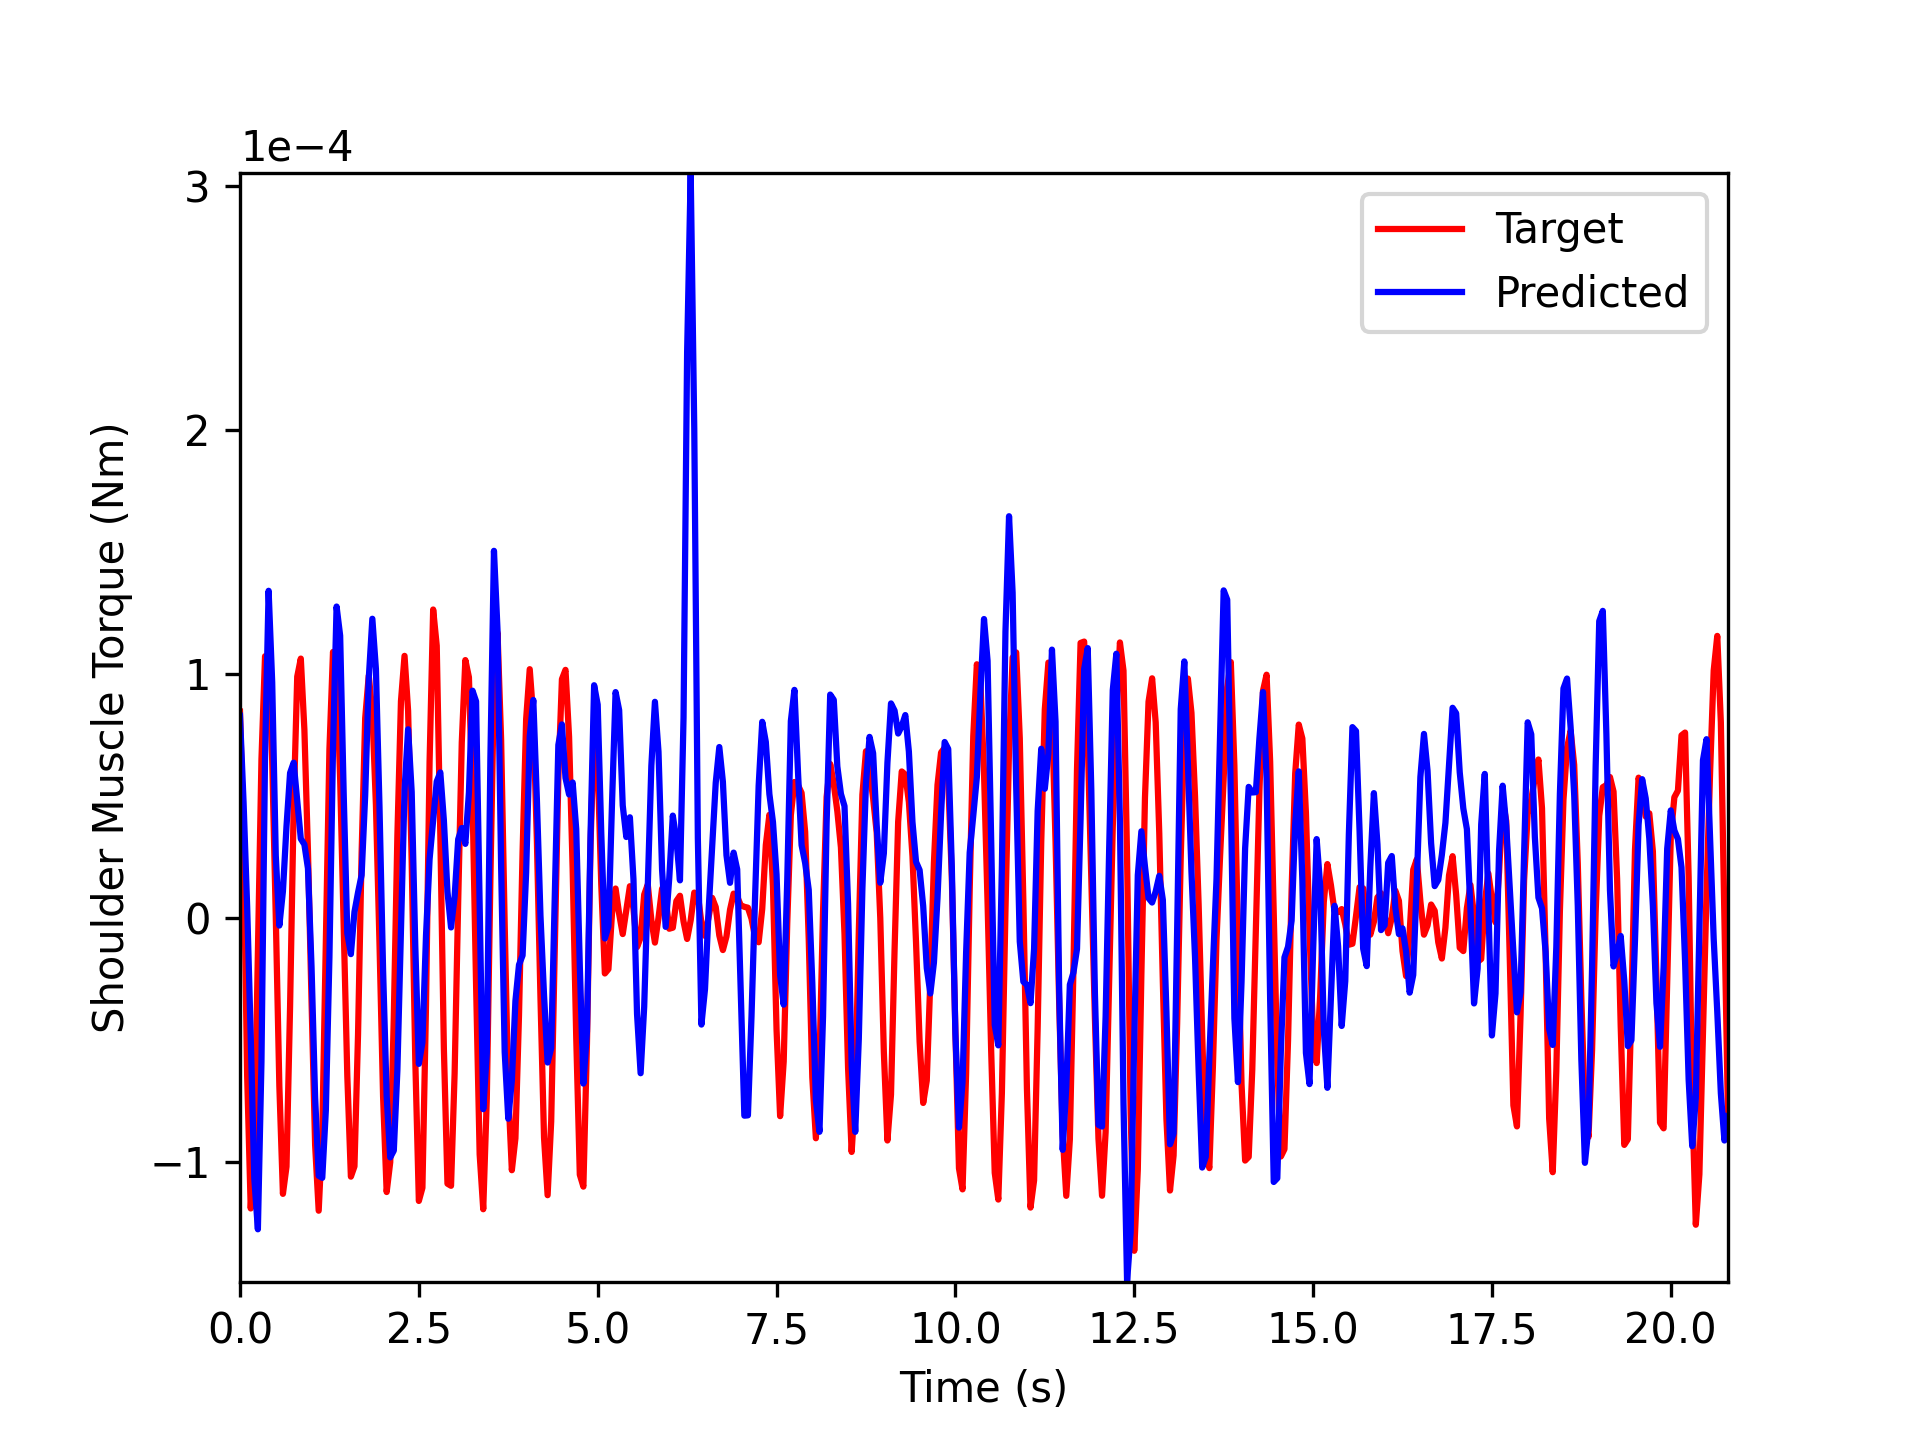 1e−4
3
2
1
0
−1
Shoulder Muscle Torque (Nm)
Target
Predicted
0.0 2.5 5.0 7.5 10.0 12.5 15.0 17.5 20.0
Time (s)